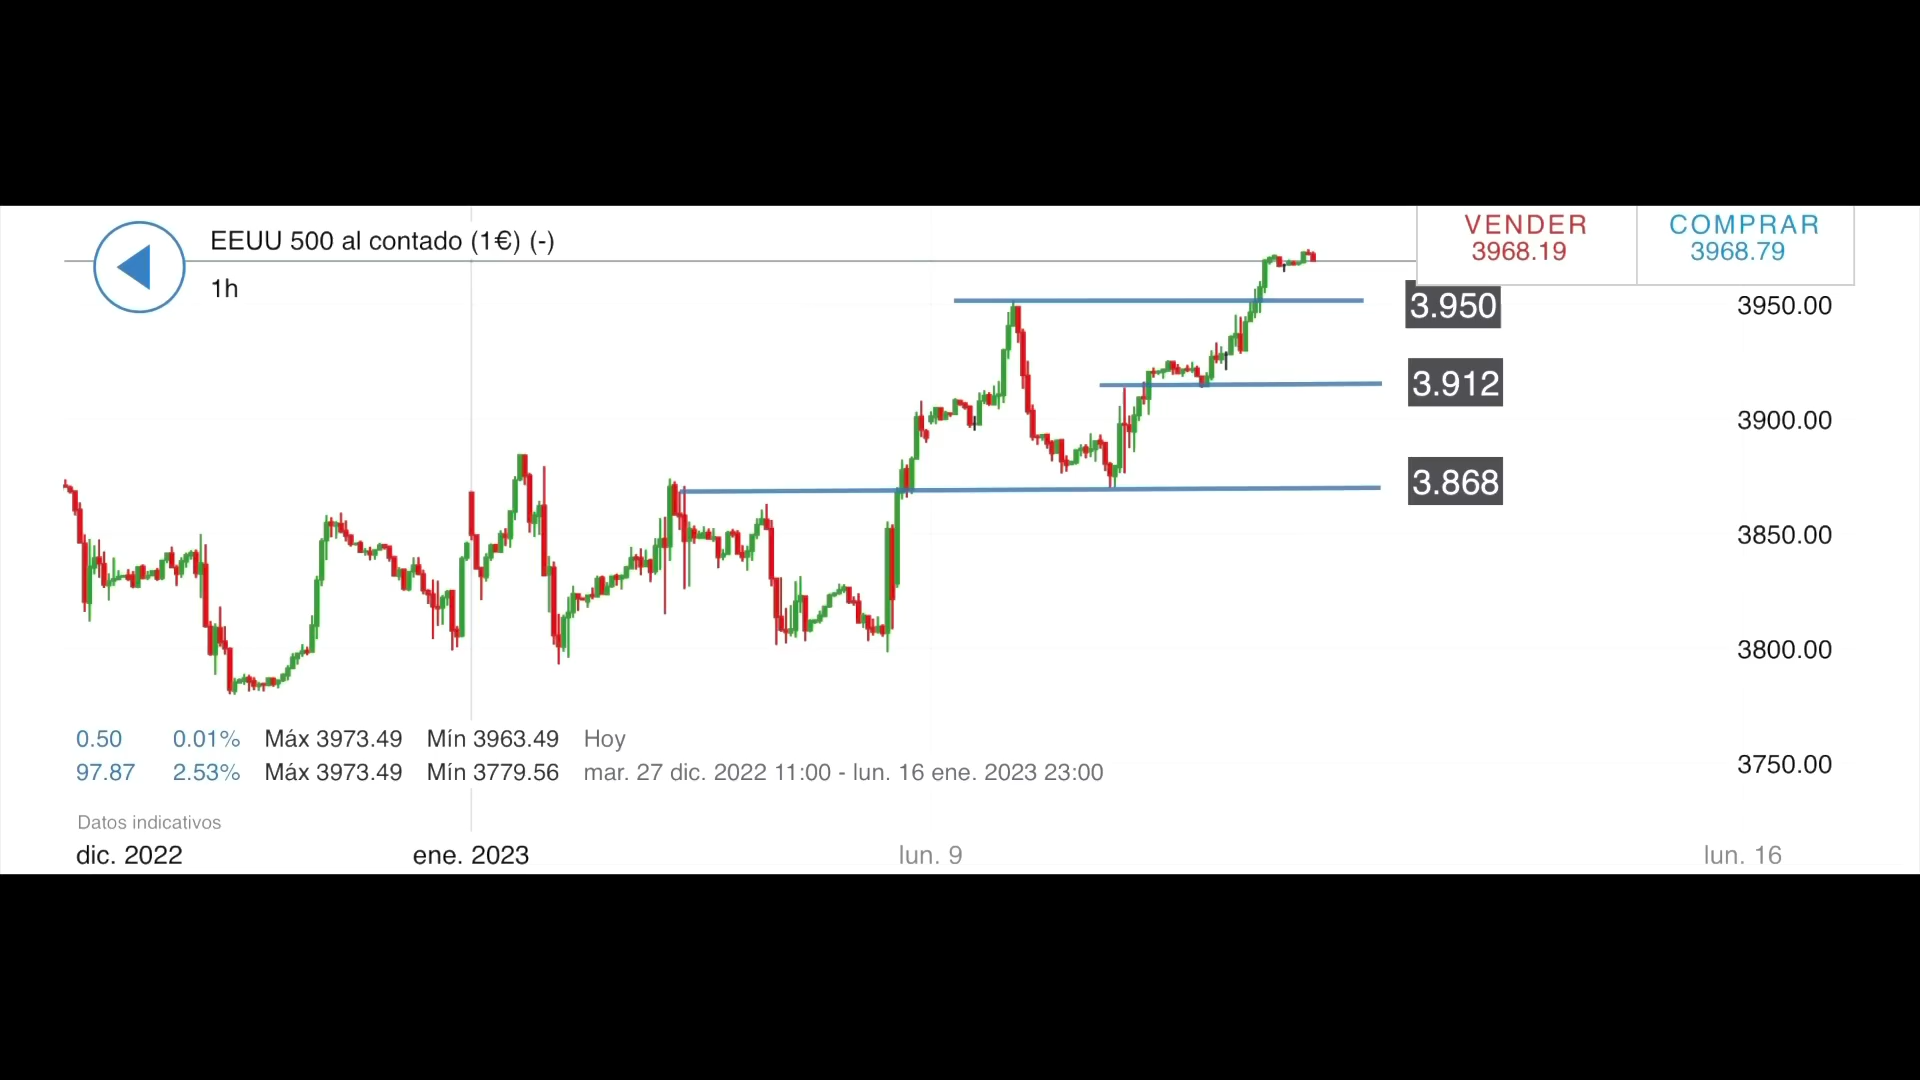 EEUU 500 al contado (1€) (-)
1h
VENDER
3968.19
COMPRAR
3968.79
3.950
3950.00
3.912
3900.00
3.868
3850.00
3800.00
3750.00
0.50 0.01% Máx 3973.49 Mín 3963.49 Hoy
97.87 2.53% Máx 3973.49 Mín 3779.56 mar. 27 dic. 2022 11:00 - lun. 16 ene. 2023 23:00
Datos indicativos
dic. 2022 ene. 2023 lun. 9 lun. 16